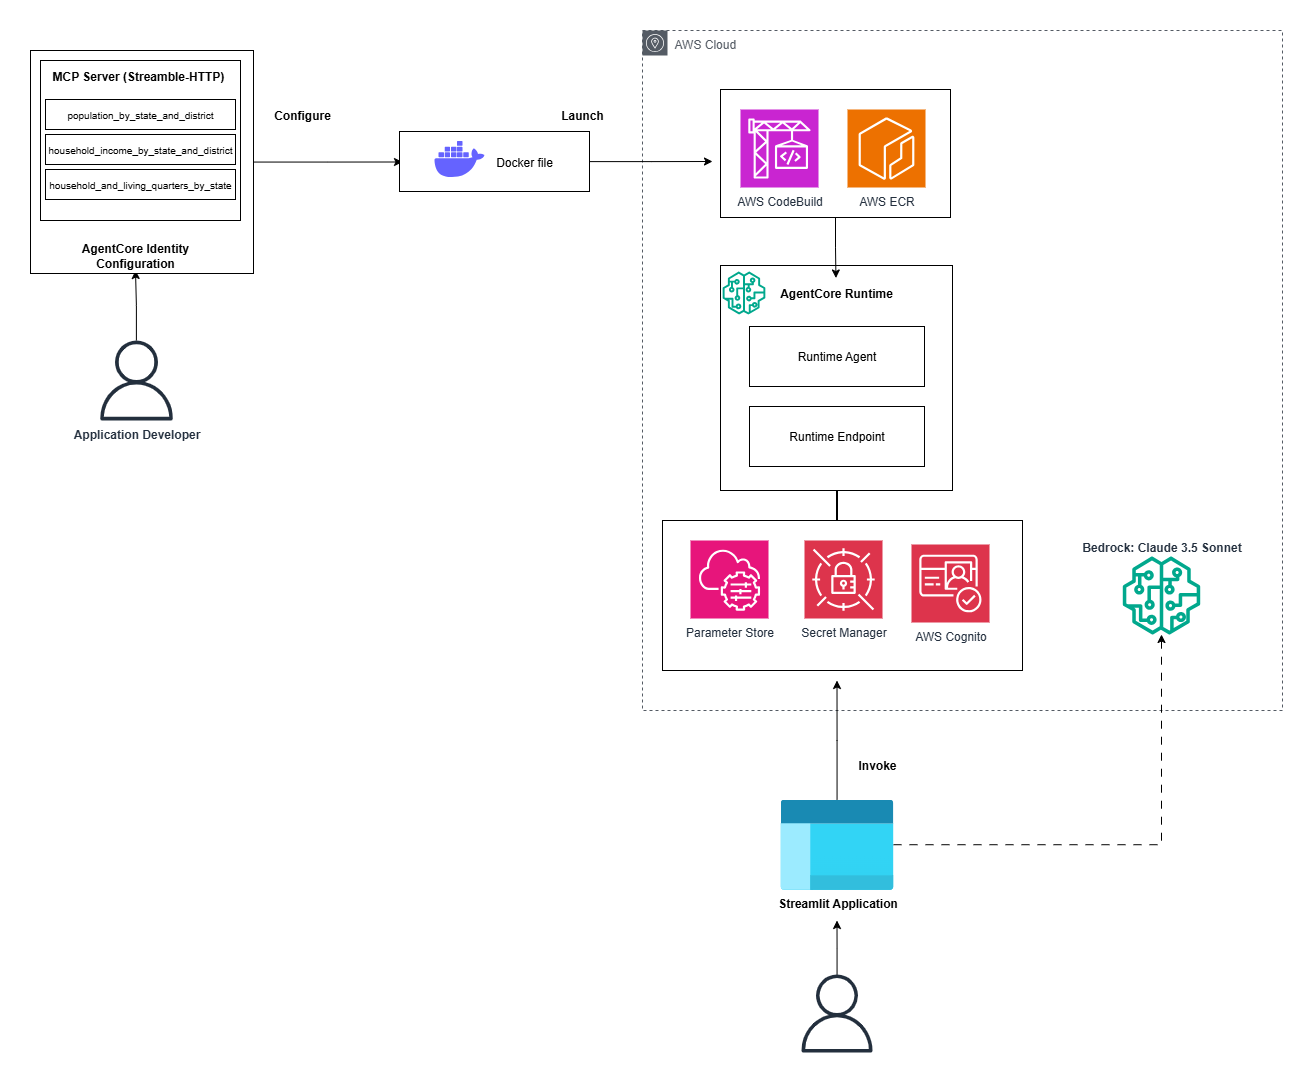 AWS Cloud
MCP Server (Streamble-HTTP)
population_by_state_and_district
household_income_by_state_and_district
household_and_living_quarters_by_state
AgentCore Identity
Configuration
Application Developer
Configure
Docker file
Launch
AWS CodeBuild
AWS ECR
AgentCore Runtime
Runtime Agent
Runtime Endpoint
Parameter Store
Secret Manager
AWS Cognito
Bedrock: Claude 3.5 Sonnet
Invoke
Streamlit Application